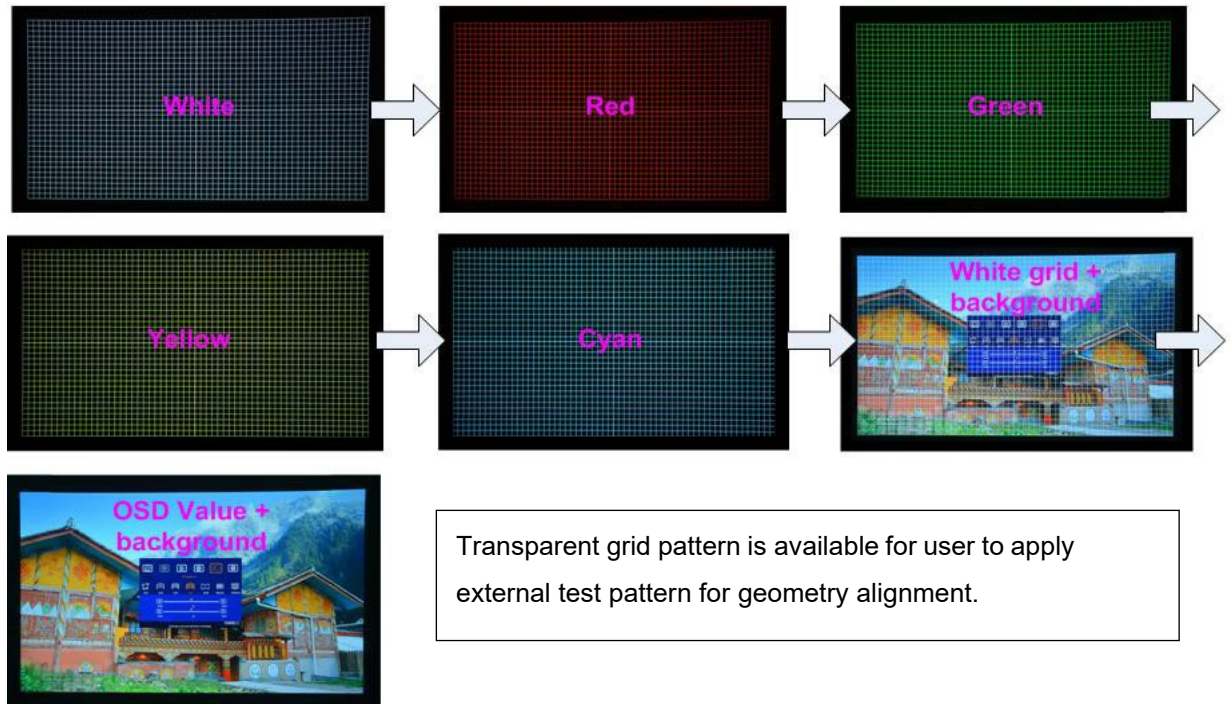 White
Red
Green
Yellow
Cyan
White grid +
background
OSD Value +
background
Transparent grid pattern is available for user to apply
external test pattern for geometry alignment.